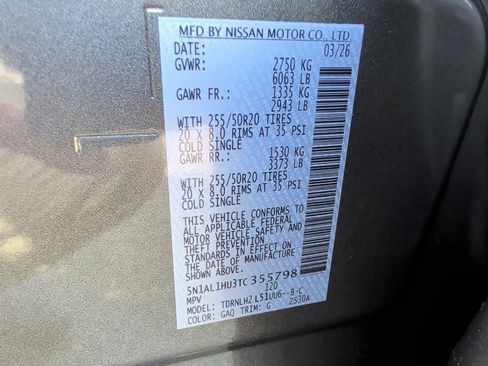 MFD BY NISSAN MOTOR CO., LTD.
DATE: 03/26
GVWR: 2750 KG
6063 LB
GAWR FR.: 1335 KG
2943 LB
WITH 255/50R20 TIRES
20 X 8.0 RIMS AT 35 PSI
COLD SINGLE
GAWR RR.: 1530 KG
3373 LB
WITH 255/50R20 TIRES
20 X 8.0 RIMS AT 35 PSI
COLD SINGLE
THIS VEHICLE CONFORMS TO
ALL APPLICABLE FEDERAL
MOTOR VEHICLE SAFETY AND
THEFT PREVENTION
STANDARDS IN EFFECT ON
THE DATE OF MANUFACTURE
SHOWN ABOVE.
5N1AL1HU3TC355798
MPV 120
MODEL: TDRNLHZ L51UU6--B-C
COLOR: GAQ TRIM: G ZS30A